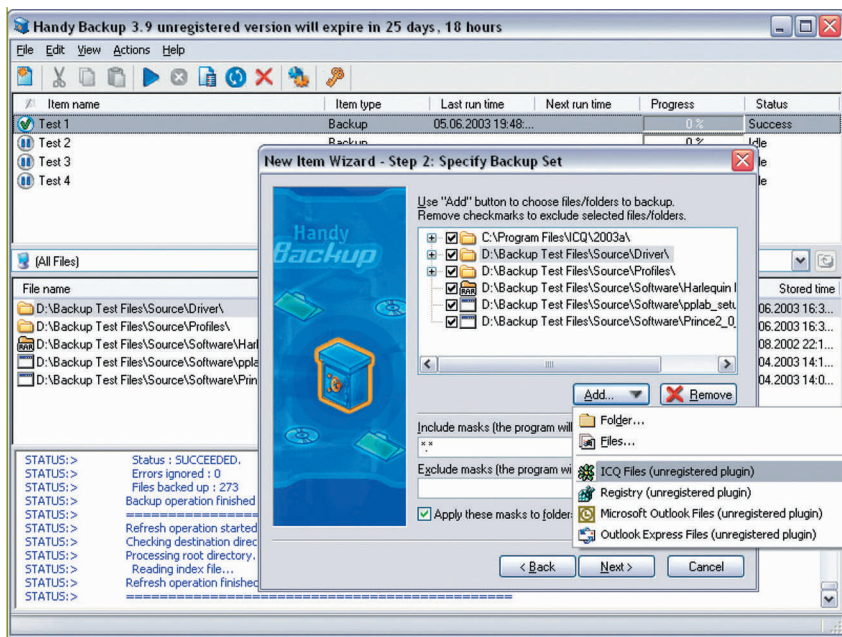 Handy Backup 3.9 unregistered version will expire in 25 days, 18 hours
File Edit View Actions Help
Item name Item type Last run time Next run time Progress Status
Test 1 Backup 05.06.2003 19:48:... 0 % Success
Test 2 Backup 0 % Idle
Test 3
Test 4
New Item Wizard - Step 2: Specify Backup Set
Handy
Backup
Use "Add" button to choose files/folders to backup.
Remove checkmarks to exclude selected files/folders.
C:\Program Files\ICQ\2003a\
D:\Backup Test Files\Source\Driver\
D:\Backup Test Files\Source\Profiles\
D:\Backup Test Files\Source\Software\Harlequin
D:\Backup Test Files\Source\Software\pplab_setu
D:\Backup Test Files\Source\Software\Prince2_0
Add... Remove
Folder...
Files...
ICQ Files (unregistered plugin)
Registry (unregistered plugin)
Microsoft Outlook Files (unregistered plugin)
Outlook Express Files (unregistered plugin)
Include masks (the program will
*.*
Exclude masks (the program wi
Apply these masks to folder
< Back Next > Cancel
(All Files)
File name Stored time
D:\Backup Test Files\Source\Driver\ 06.2003 16:3...
D:\Backup Test Files\Source\Profiles\ 06.2003 16:3...
D:\Backup Test Files\Source\Software\Harl 08.2002 22:1...
D:\Backup Test Files\Source\Software\ppla 04.2003 14:1...
D:\Backup Test Files\Source\Software\Prin 04.2003 14:0...
STATUS:> Status : SUCCEEDED.
STATUS:> Errors ignored : 0
STATUS:> Files backed up : 273
STATUS:> Backup operation finished
STATUS:> ====================
STATUS:> Refresh operation started
STATUS:> Checking destination direc
STATUS:> Processing root directory.
STATUS:> Reading index file...
STATUS:> Refresh operation finished
STATUS:> ========================================